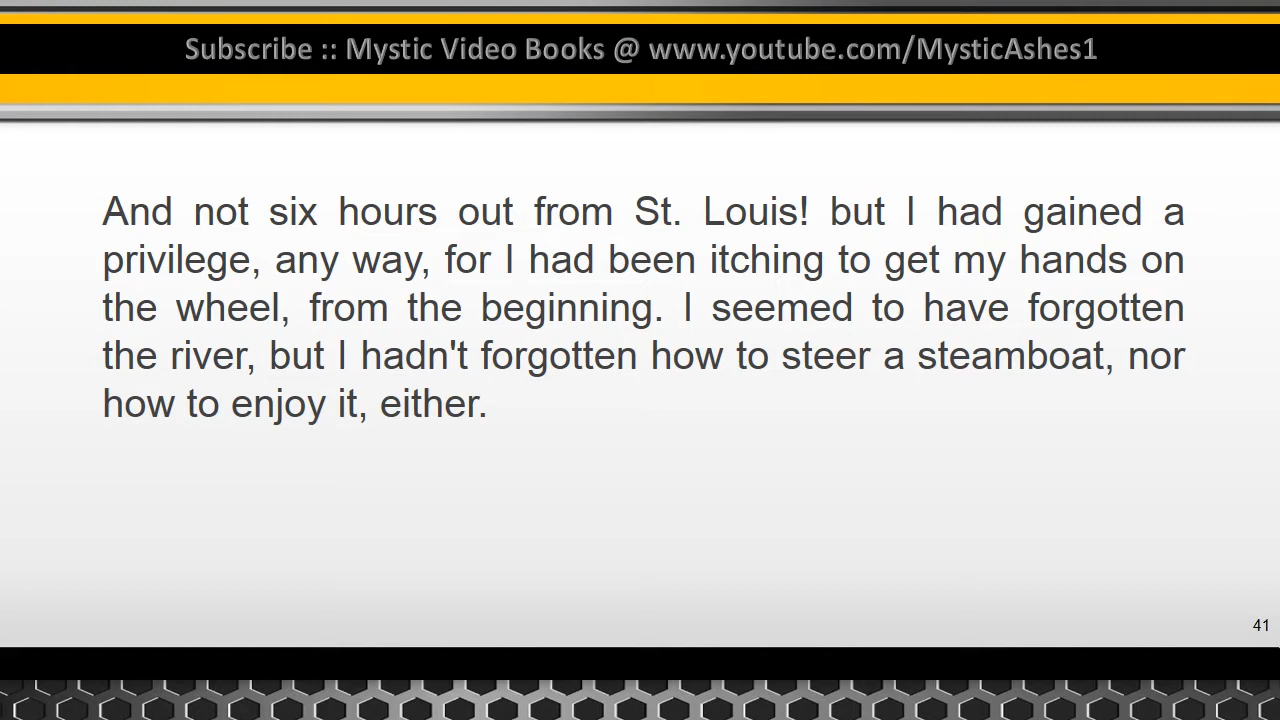 Subscribe :: Mystic Video Books @ www.youtube.com/MysticAshes1
And not six hours out from St. Louis! but I had gained a
privilege, any way, for I had been itching to get my hands on
the wheel, from the beginning. I seemed to have forgotten
the river, but I hadn't forgotten how to steer a steamboat, nor
how to enjoy it, either.
41